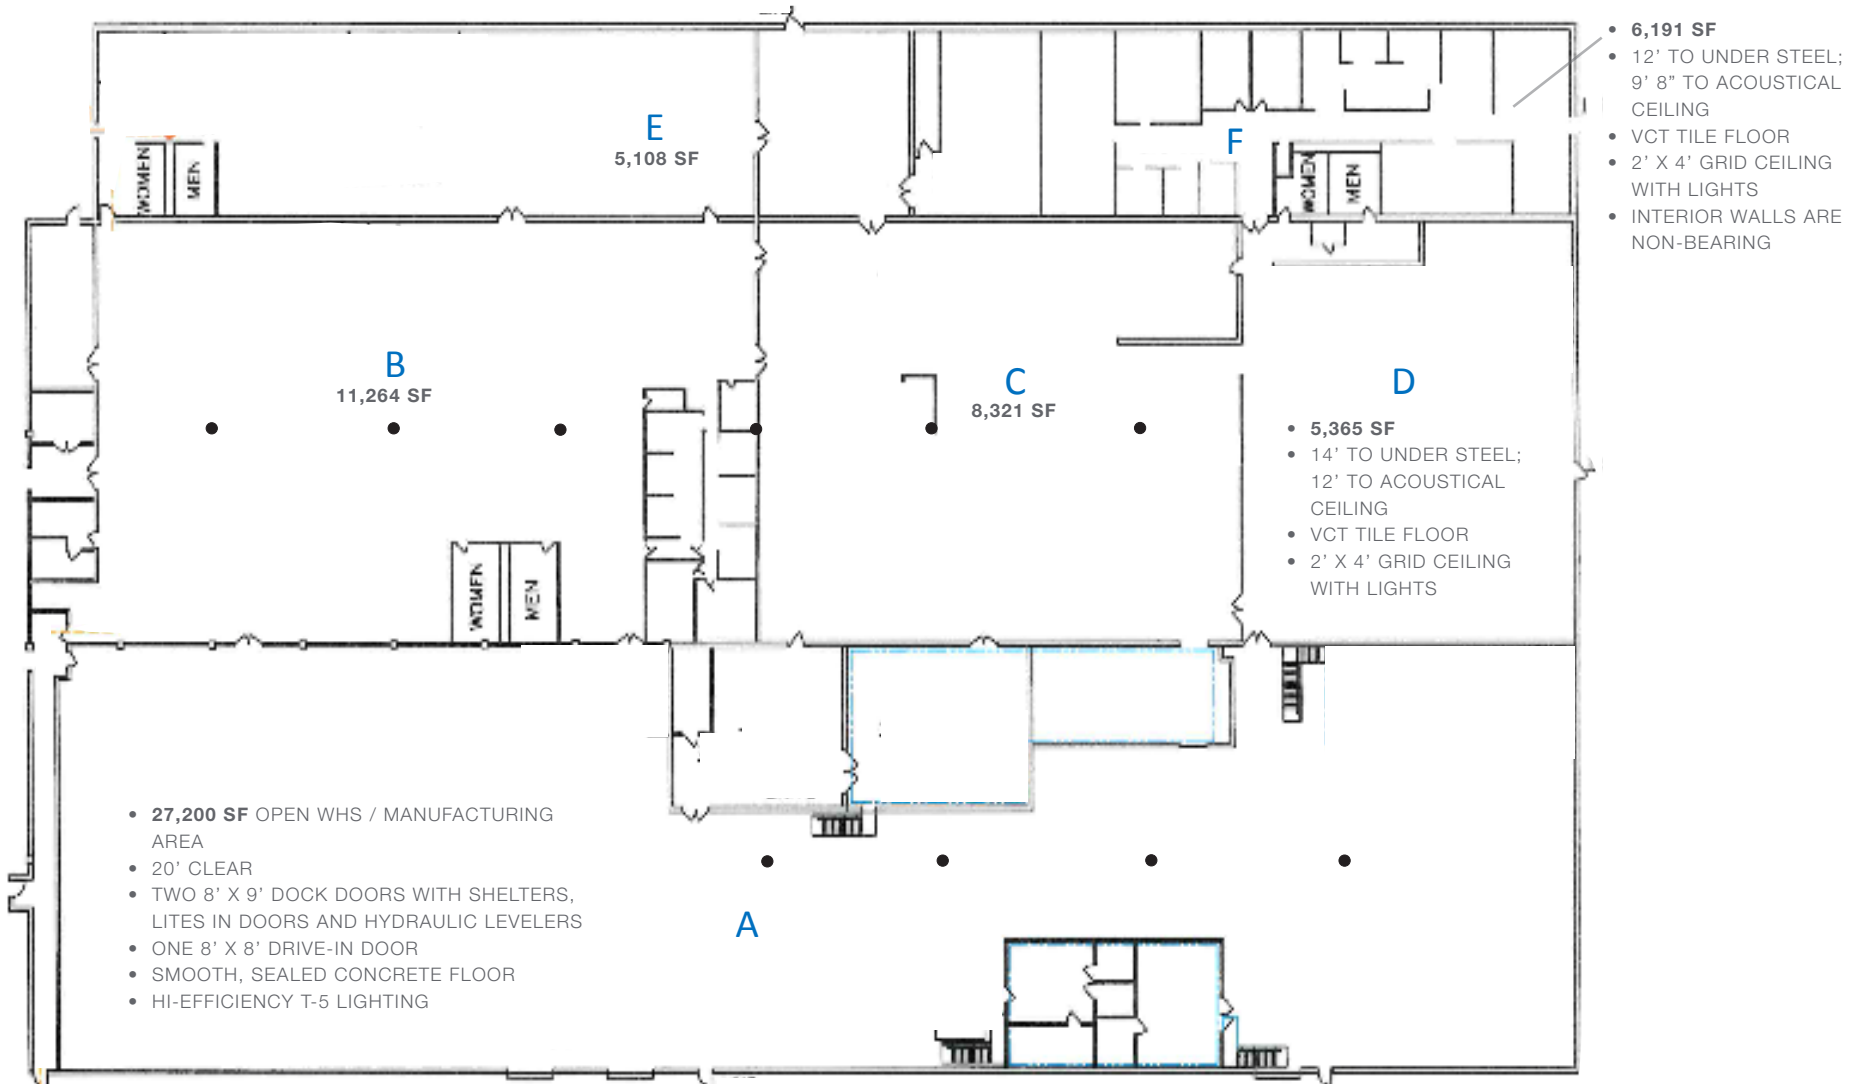 • 6,191 SF
• 12’ TO UNDER STEEL;
9’ 8” TO ACOUSTICAL
CEILING
• VCT TILE FLOOR
• 2’ X 4’ GRID CEILING
WITH LIGHTS
• INTERIOR WALLS ARE
NON-BEARING
E
5,108 SF
WOMEN
MEN
F
WOMEN
MEN
B
11,264 SF
C
8,321 SF
D
• 5,365 SF
• 14’ TO UNDER STEEL;
12’ TO ACOUSTICAL
CEILING
• VCT TILE FLOOR
• 2’ X 4’ GRID CEILING
WITH LIGHTS
WOMEN
MEN
• 27,200 SF OPEN WHS / MANUFACTURING
AREA
• 20’ CLEAR
• TWO 8’ X 9’ DOCK DOORS WITH SHELTERS,
LITES IN DOORS AND HYDRAULIC LEVELERS
• ONE 8’ X 8’ DRIVE-IN DOOR
• SMOOTH, SEALED CONCRETE FLOOR
• HI-EFFICIENCY T-5 LIGHTING
A